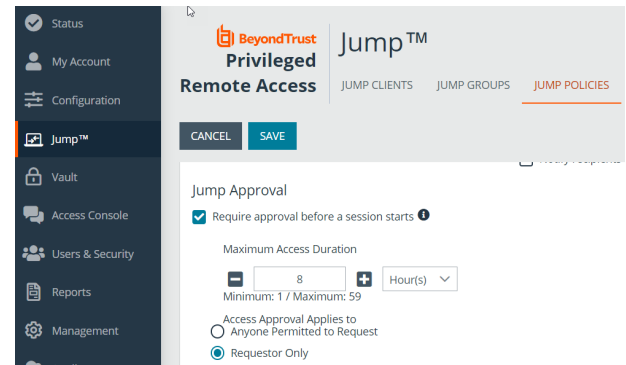 Status
My Account
Configuration
Jump™
Vault
Access Console
Users & Security
Reports
Management
BeyondTrust
Privileged
Remote Access
Jump™
JUMP CLIENTS JUMP GROUPS JUMP POLICIES
CANCEL SAVE
Jump Approval
Require approval before a session starts
Maximum Access Duration
8 Hour(s)
Minimum: 1 / Maximum: 59
Access Approval Applies to
Anyone Permitted to Request
Requestor Only